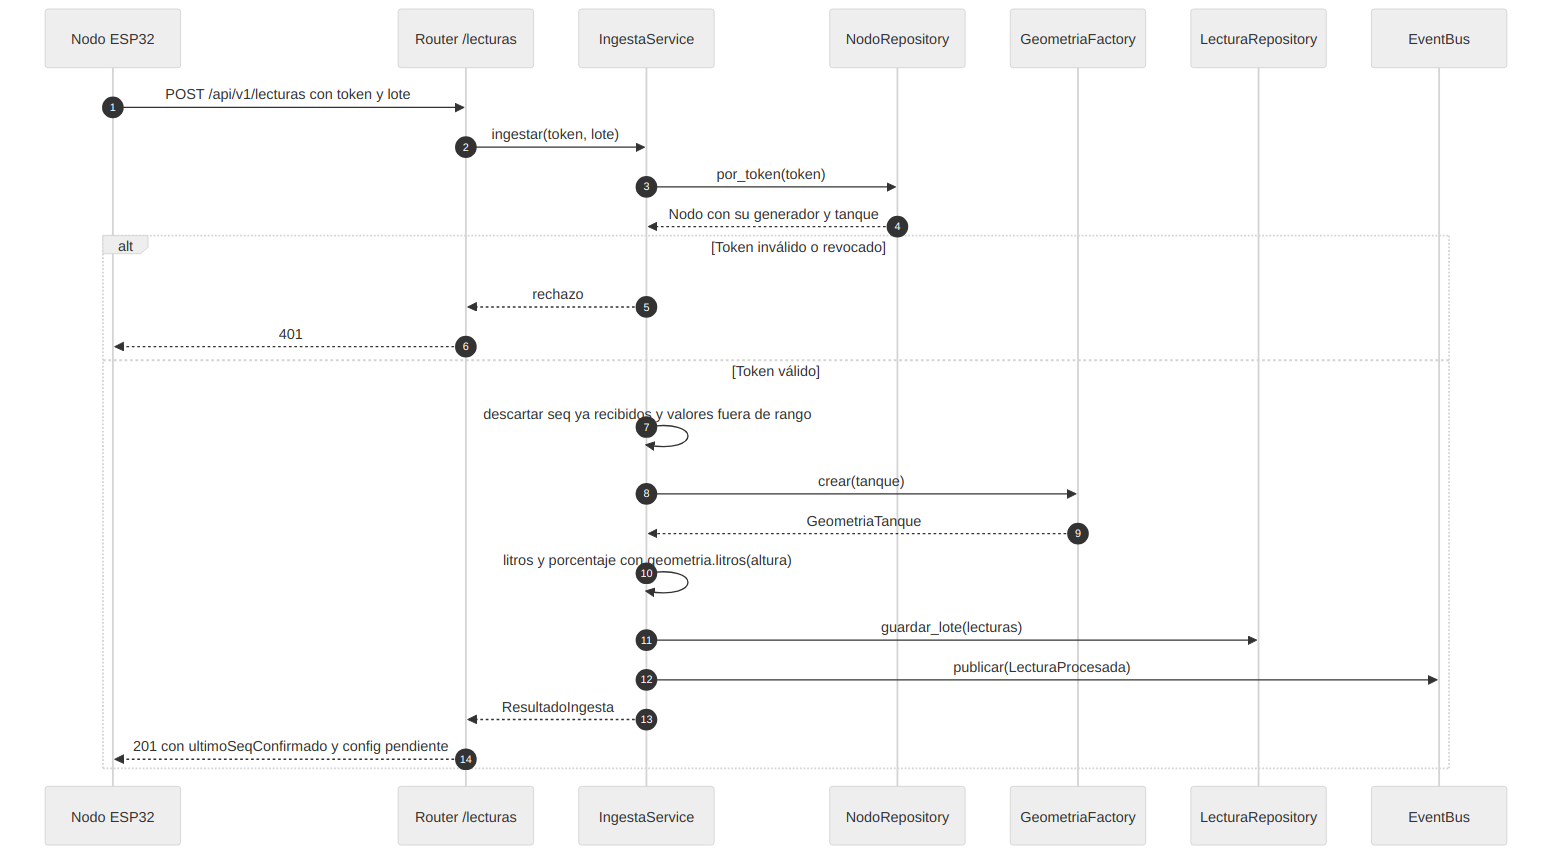 Nodo ESP32
Router /lecturas
IngestaService
NodoRepository
GeometriaFactory
LecturaRepository
EventBus
POST /api/v1/lecturas con token y lote
1
ingestar(token, lote)
2
por_token(token)
3
Nodo con su generador y tanque
4
alt
[Token inválido o revocado]
rechazo
5
401
6
[Token válido]
descartar seq ya recibidos y valores fuera de rango
7
crear(tanque)
8
GeometriaTanque
9
litros y porcentaje con geometria.litros(altura)
10
guardar_lote(lecturas)
11
publicar(LecturaProcesada)
12
ResultadoIngesta
13
201 con ultimoSeqConfirmado y config pendiente
14
Nodo ESP32
Router /lecturas
IngestaService
NodoRepository
GeometriaFactory
LecturaRepository
EventBus